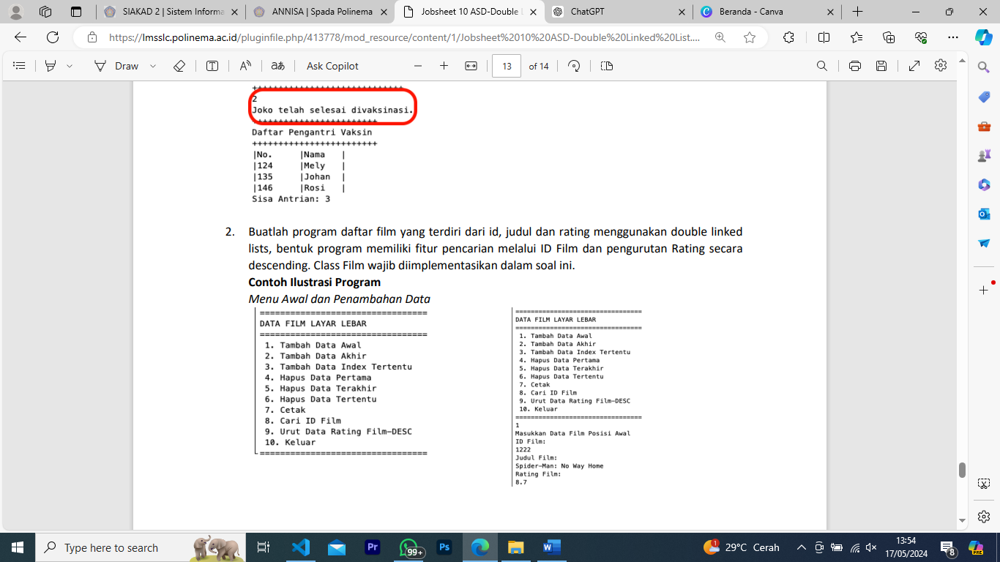 SIAKAD 2 | Sistem Informa
ANNISA | Spada Polinema
Jobsheet 10 ASD-Double L
ChatGPT
Beranda - Canva
https://lmsslc.polinema.ac.id/pluginfile.php/413778/mod_resource/content/1/Jobsheet%2010%20ASD-Double%20Linked%20List....
Draw
Ask Copilot
13 of 14
++++++++++++++++++++++++++++
2
Joko telah selesai divaksinasi.
++++++++++++++++++++++++
Daftar Pengantri Vaksin
++++++++++++++++++++++++
|No. |Nama |
|124 |Mely |
|135 |Johan |
|146 |Rosi |
Sisa Antrian: 3
2. Buatlah program daftar film yang terdiri dari id, judul dan rating menggunakan double linked
lists, bentuk program memiliki fitur pencarian melalui ID Film dan pengurutan Rating secara
descending. Class Film wajib diimplementasikan dalam soal ini.
Contoh Ilustrasi Program
Menu Awal dan Penambahan Data
=================================
DATA FILM LAYAR LEBAR
=================================
1. Tambah Data Awal
2. Tambah Data Akhir
3. Tambah Data Index Tertentu
4. Hapus Data Pertama
5. Hapus Data Terakhir
6. Hapus Data Tertentu
7. Cetak
8. Cari ID Film
9. Urut Data Rating Film-DESC
10. Keluar
=================================
=================================
DATA FILM LAYAR LEBAR
=================================
1. Tambah Data Awal
2. Tambah Data Akhir
3. Tambah Data Index Tertentu
4. Hapus Data Pertama
5. Hapus Data Terakhir
6. Hapus Data Tertentu
7. Cetak
8. Cari ID Film
9. Urut Data Rating Film-DESC
10. Keluar
=================================
1
Masukkan Data Film Posisi Awal
ID Film:
1222
Judul Film:
Spider-Man: No Way Home
Rating Film:
8.7
Type here to search
Pr
99+
Ps
W
1
29°C Cerah
13:54
17/05/2024
8
PRE